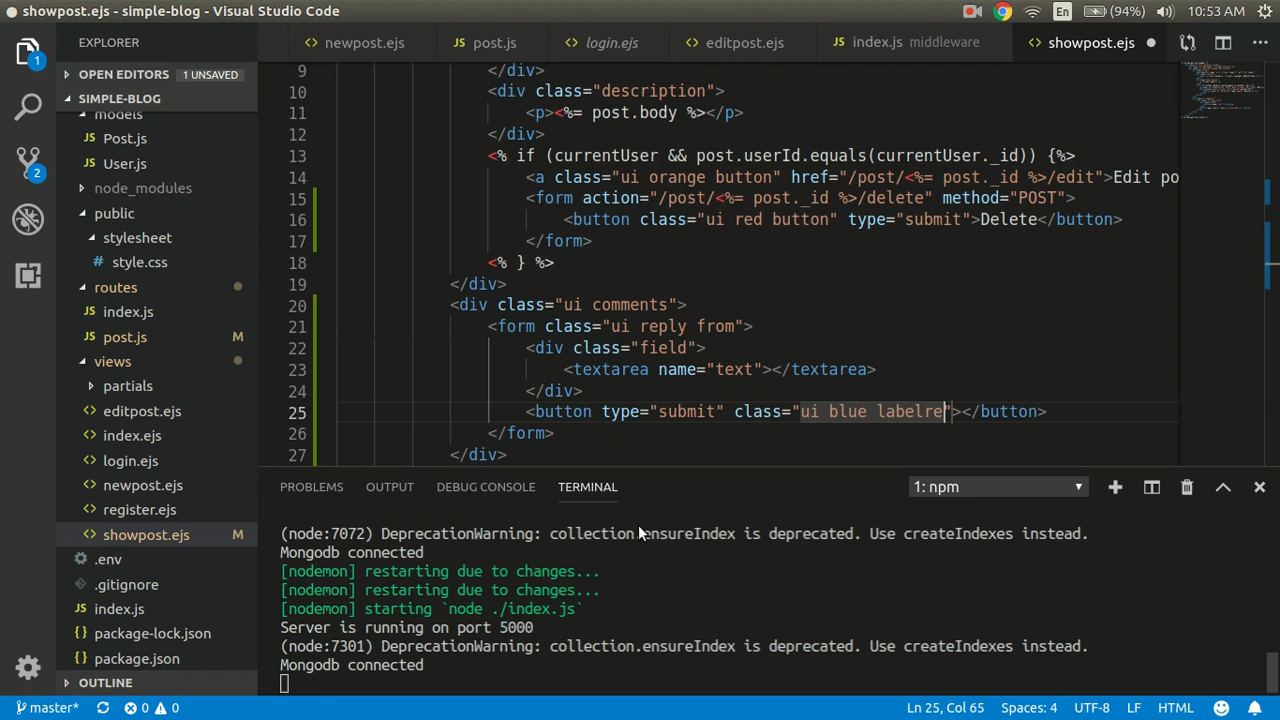 showpost.ejs - simple-blog - Visual Studio Code
En (94%) 10:53 AM
EXPLORER
newpost.ejs
post.js
login.ejs
editpost.ejs
index.js middleware
showpost.ejs
OPEN EDITORS 1 UNSAVED
SIMPLE-BLOG
models
Post.js
User.js
node_modules
public
stylesheet
style.css
routes
index.js
post.js M
views
partials
editpost.ejs
index.ejs
login.ejs
newpost.ejs
register.ejs
showpost.ejs M
.env
.gitignore
index.js
package-lock.json
package.json
OUTLINE
1
2
9 </div>
10 <div class="description">
11 <p><%= post.body %></p>
12 </div>
13 <% if (currentUser && post.userId.equals(currentUser._id)) {%>
14 <a class="ui orange button" href="/post/<%= post._id %>/edit">Edit po
15 <form action="/post/<%= post._id %>/delete" method="POST">
16 <button class="ui red button" type="submit">Delete</button>
17 </form>
18 <% } %>
19 </div>
20 <div class="ui comments">
21 <form class="ui reply from">
22 <div class="field">
23 <textarea name="text"></textarea>
24 </div>
25 <button type="submit" class="ui blue labelre"></button>
26 </form>
27 </div>
PROBLEMS OUTPUT DEBUG CONSOLE TERMINAL 1: npm
(node:7072) DeprecationWarning: collection.ensureIndex is deprecated. Use createIndexes instead.
Mongodb connected
[nodemon] restarting due to changes...
[nodemon] restarting due to changes...
[nodemon] starting `node ./index.js`
Server is running on port 5000
(node:7301) DeprecationWarning: collection.ensureIndex is deprecated. Use createIndexes instead.
Mongodb connected
master* 0 0 Ln 25, Col 65 Spaces: 4 UTF-8 LF HTML